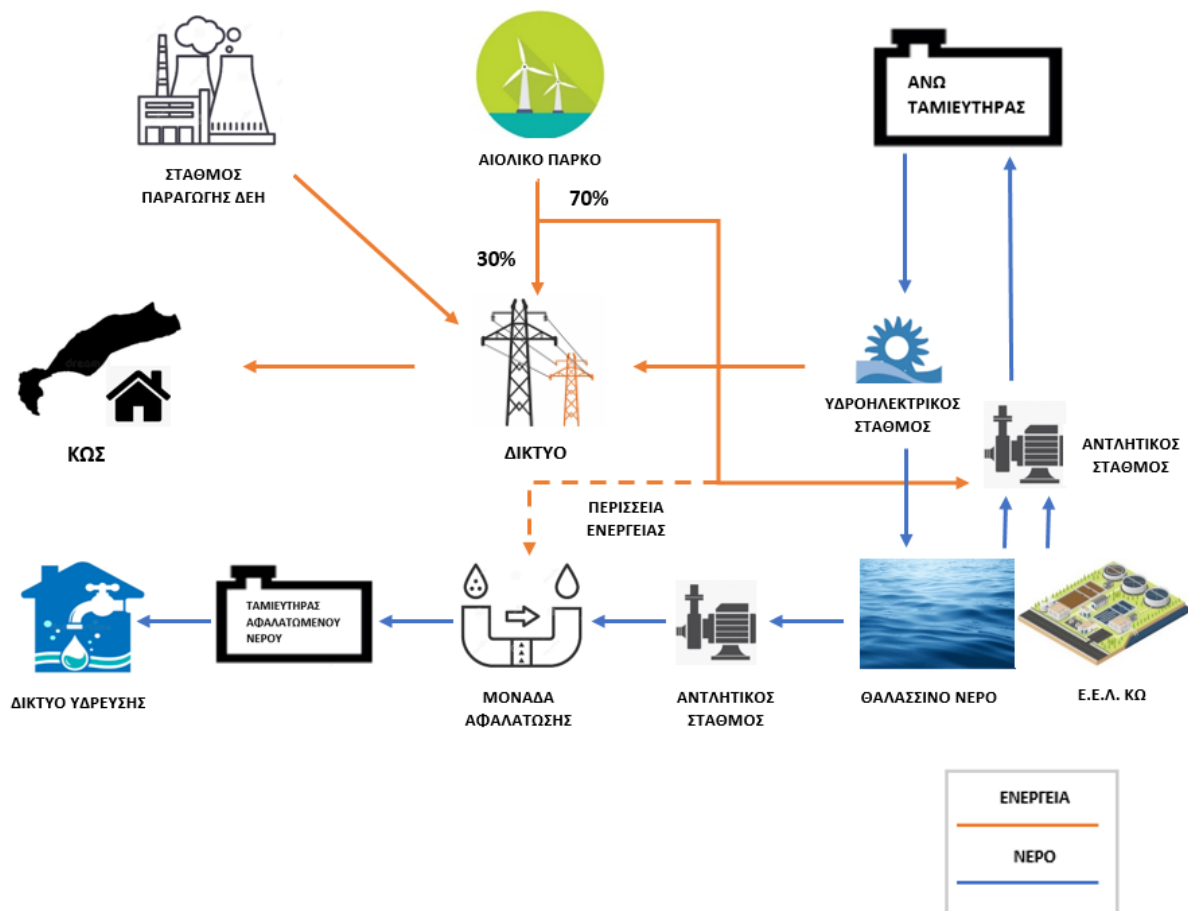 ΑΝΩ
ΤΑΜΙΕΥΤΗΡΑΣ
ΣΤΑΘΜΟΣ
ΠΑΡΑΓΩΓΗΣ ΔΕΗ
ΑΙΟΛΙΚΟ ΠΑΡΚΟ
70%
30%
ΚΩΣ
ΔΙΚΤΥΟ
ΥΔΡΟΗΛΕΚΤΡΙΚΟΣ
ΣΤΑΘΜΟΣ
ΑΝΤΛΗΤΙΚΟΣ
ΣΤΑΘΜΟΣ
ΠΕΡΙΣΣΕΙΑ
ΕΝΕΡΓΕΙΑΣ
ΤΑΜΙΕΥΤΗΡΑΣ
ΑΦΑΛΑΤΩΜΕΝΟΥ
ΝΕΡΟΥ
ΔΙΚΤΥΟ ΥΔΡΕΥΣΗΣ
ΜΟΝΑΔΑ
ΑΦΑΛΑΤΩΣΗΣ
ΑΝΤΛΗΤΙΚΟΣ
ΣΤΑΘΜΟΣ
ΘΑΛΑΣΣΙΝΟ ΝΕΡΟ
Ε.Ε.Λ. ΚΩ
ΕΝΕΡΓΕΙΑ
ΝΕΡΟ